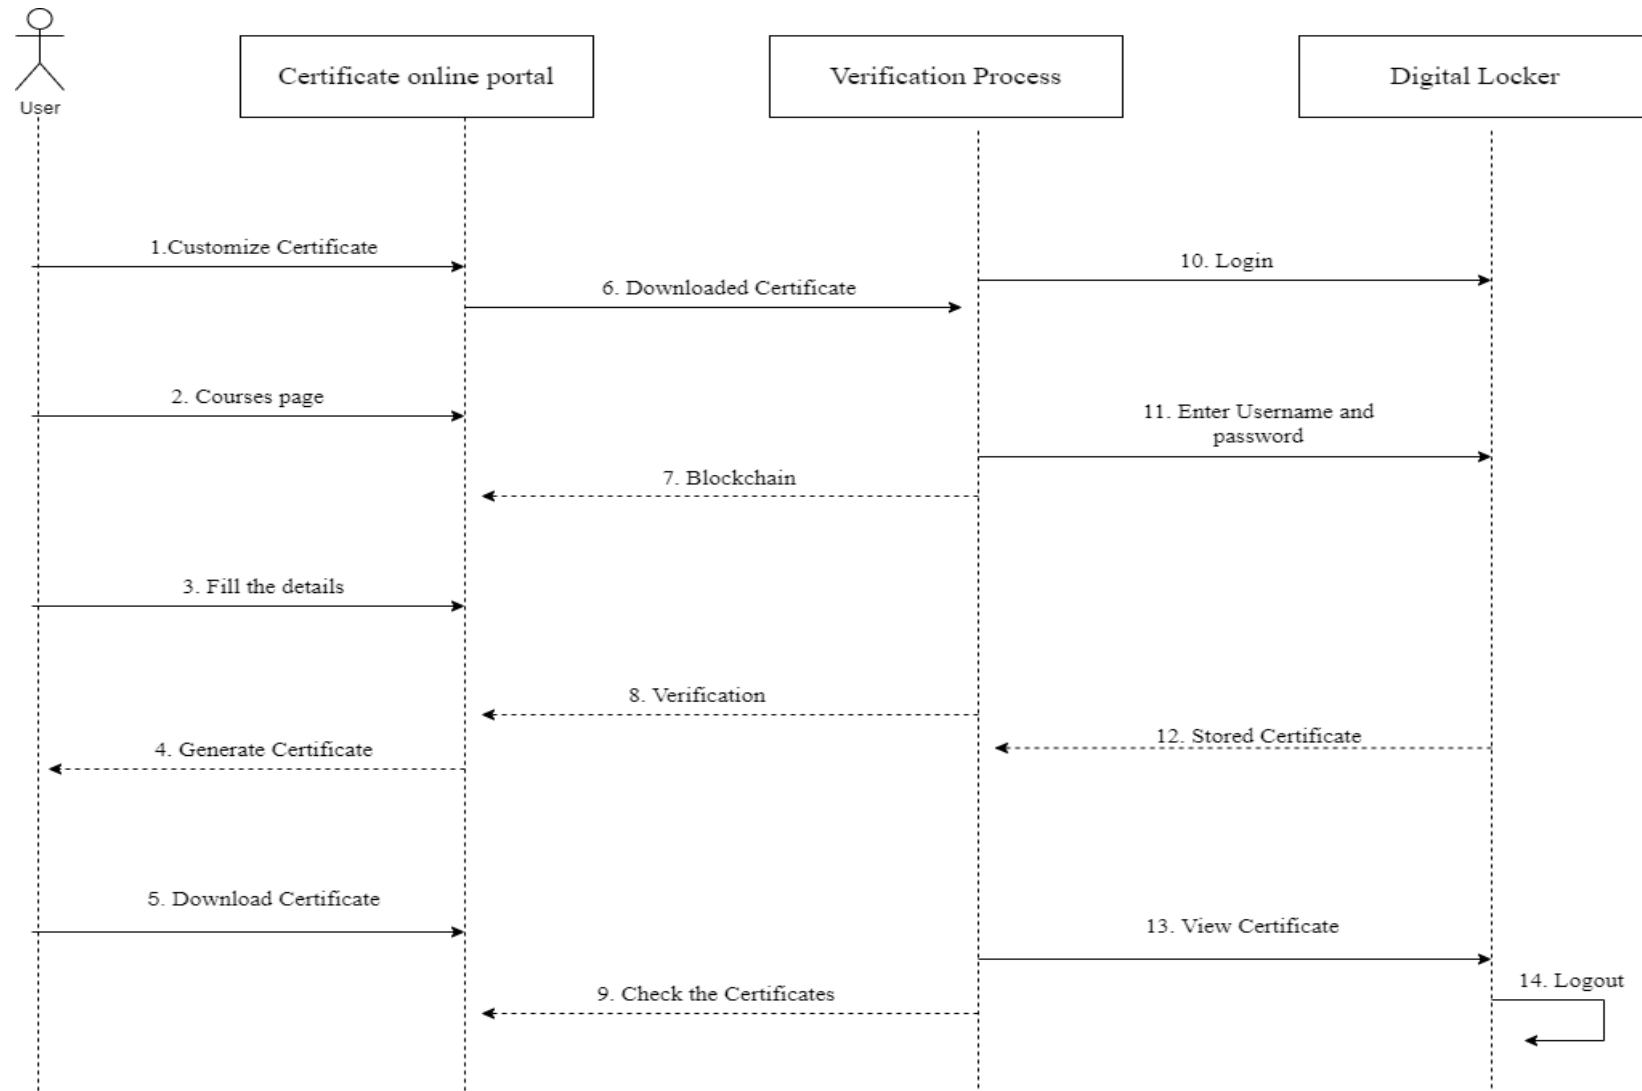 User
Certificate online portal
Verification Process
Digital Locker
1.Customize Certificate
10. Login
6. Downloaded Certificate
2. Courses page
11. Enter Username and
password
7. Blockchain
3. Fill the details
8. Verification
12. Stored Certificate
4. Generate Certificate
5. Download Certificate
13. View Certificate
14. Logout
9. Check the Certificates